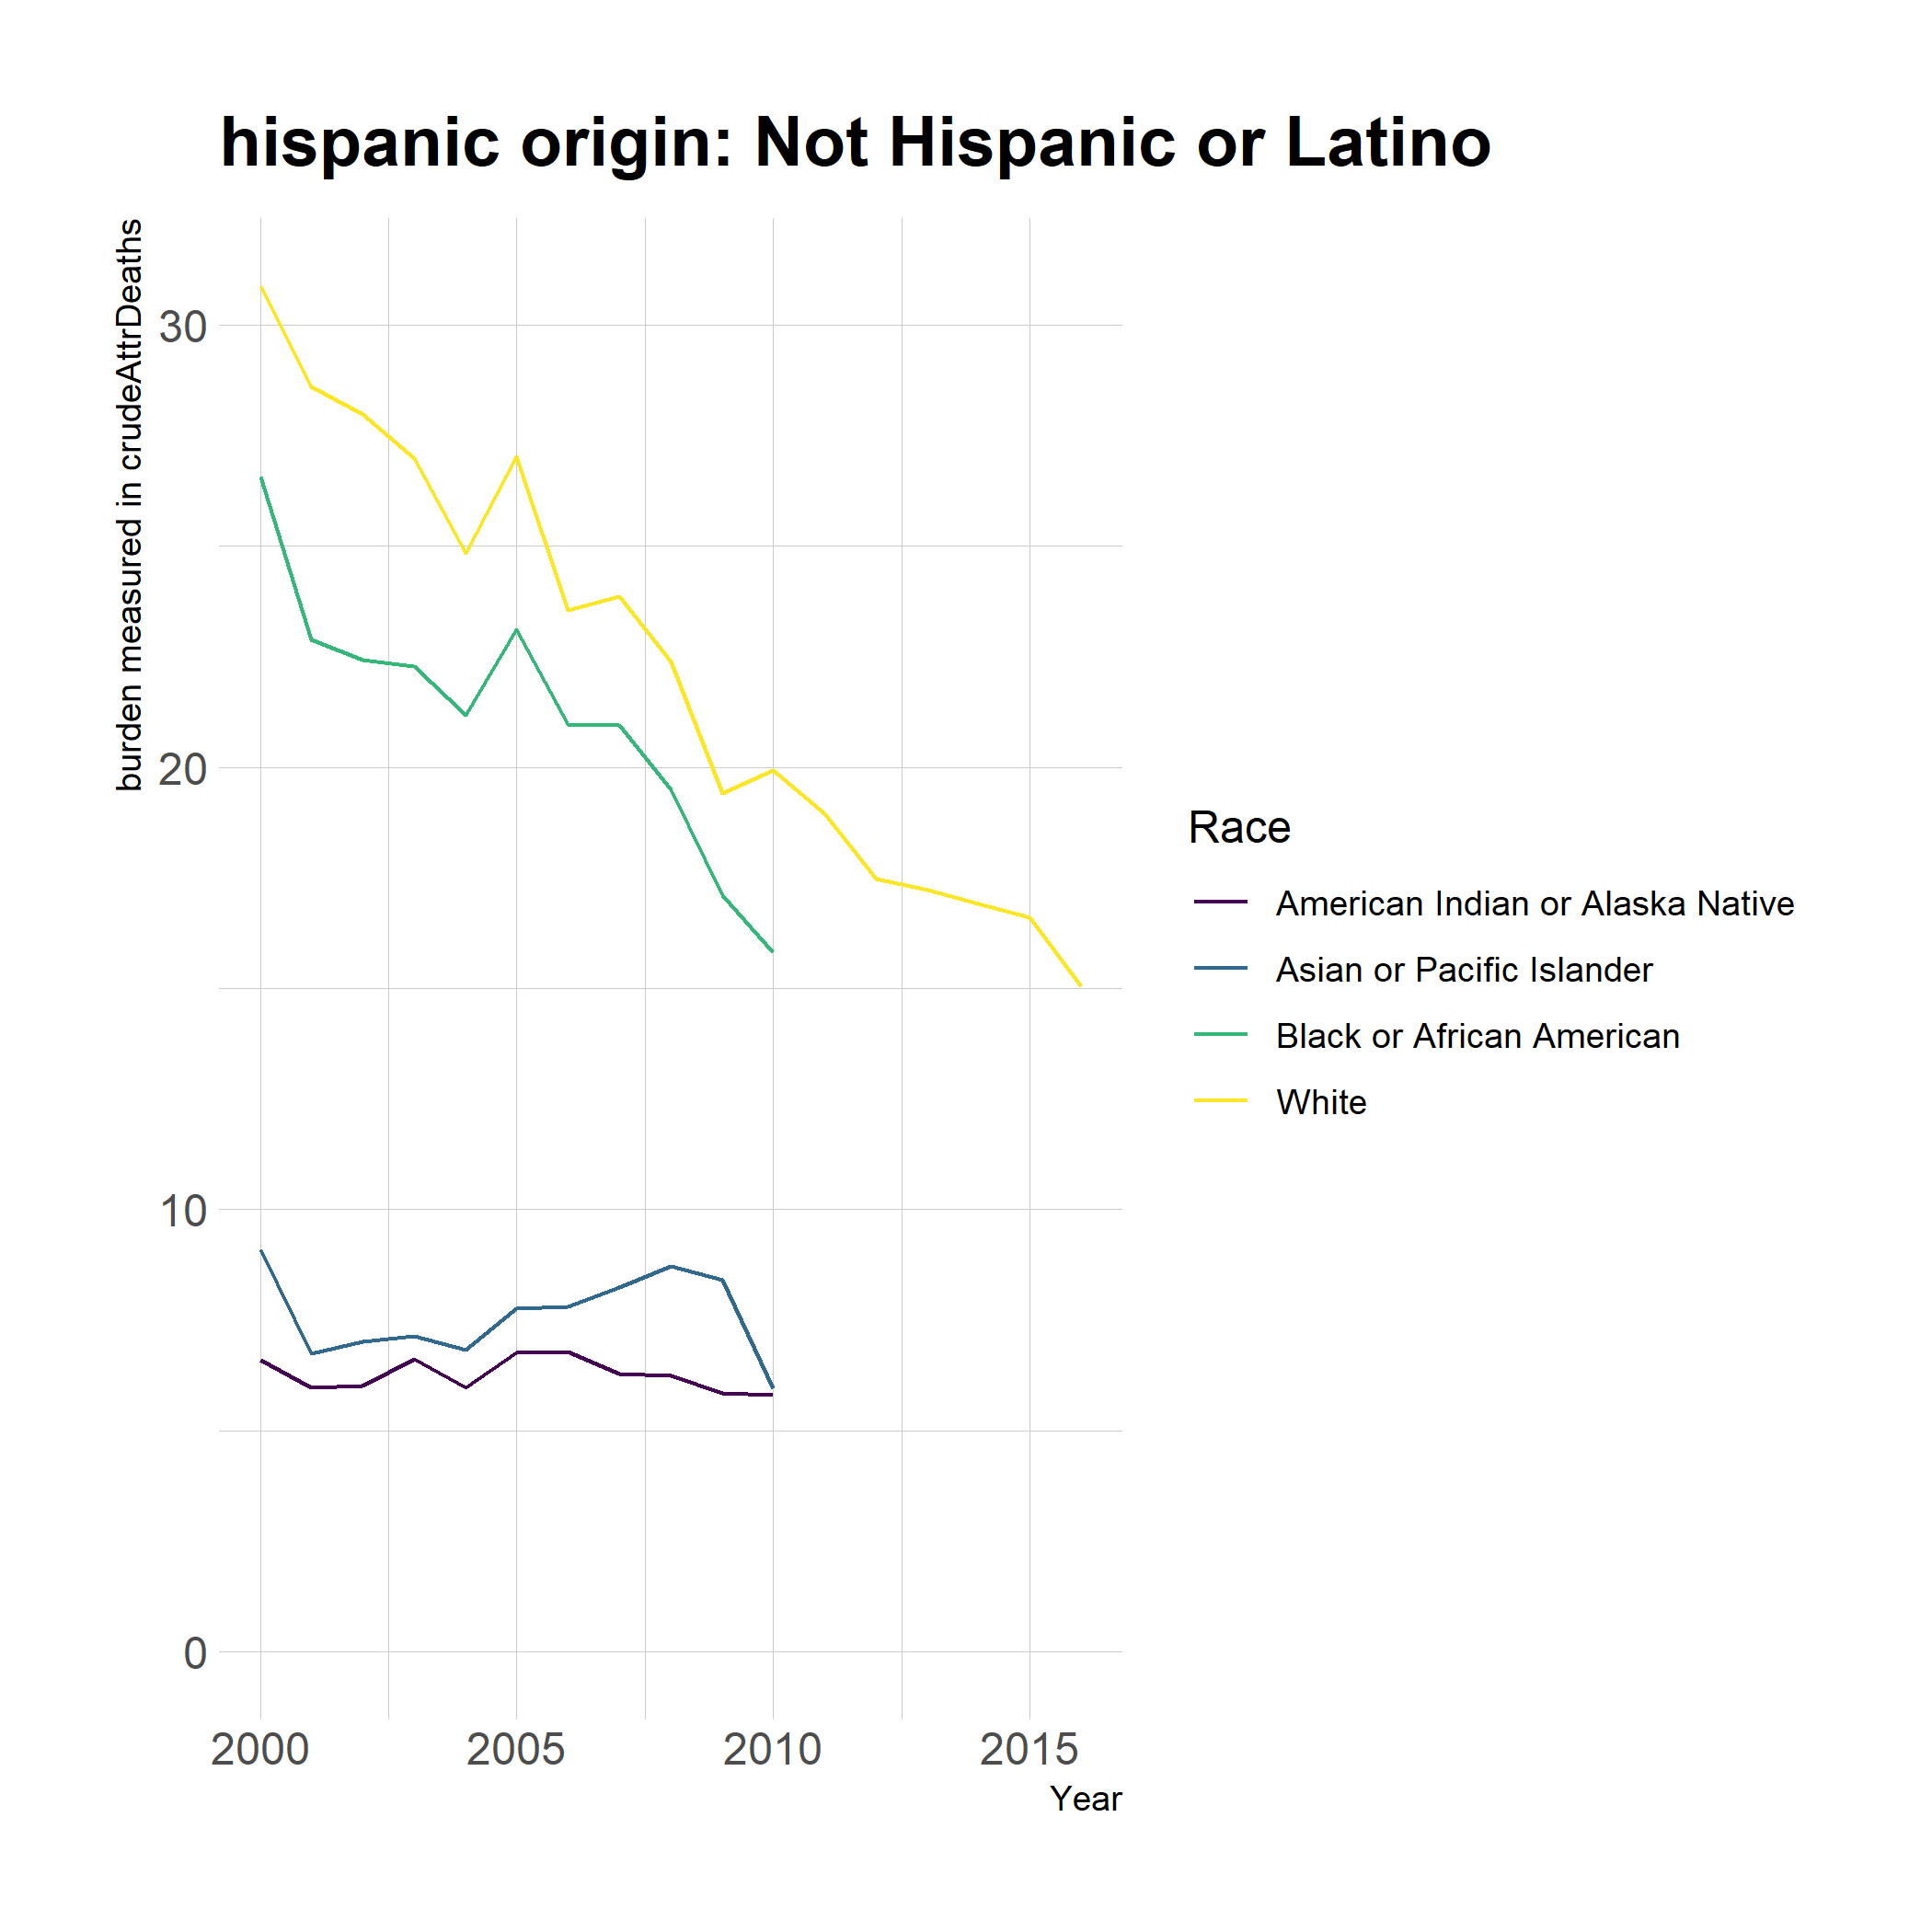 hispanic origin: Not Hispanic or Latino
burden measured in crudeAttrDeaths
30
20
10
0
2000 2005 2010 2015
Year
Race
American Indian or Alaska Native
Asian or Pacific Islander
Black or African American
White